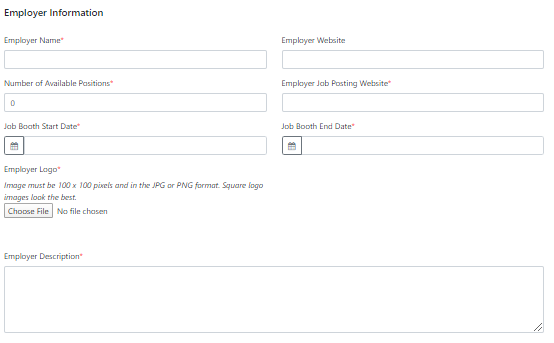 Employer Information
Employer Name*
Employer Website
Number of Available Positions*
Employer Job Posting Website*
0
Job Booth Start Date*
Job Booth End Date*
Employer Logo*
Image must be 100 x 100 pixels and in the JPG or PNG format. Square logo
images look the best.
Choose File No file chosen
Employer Description*